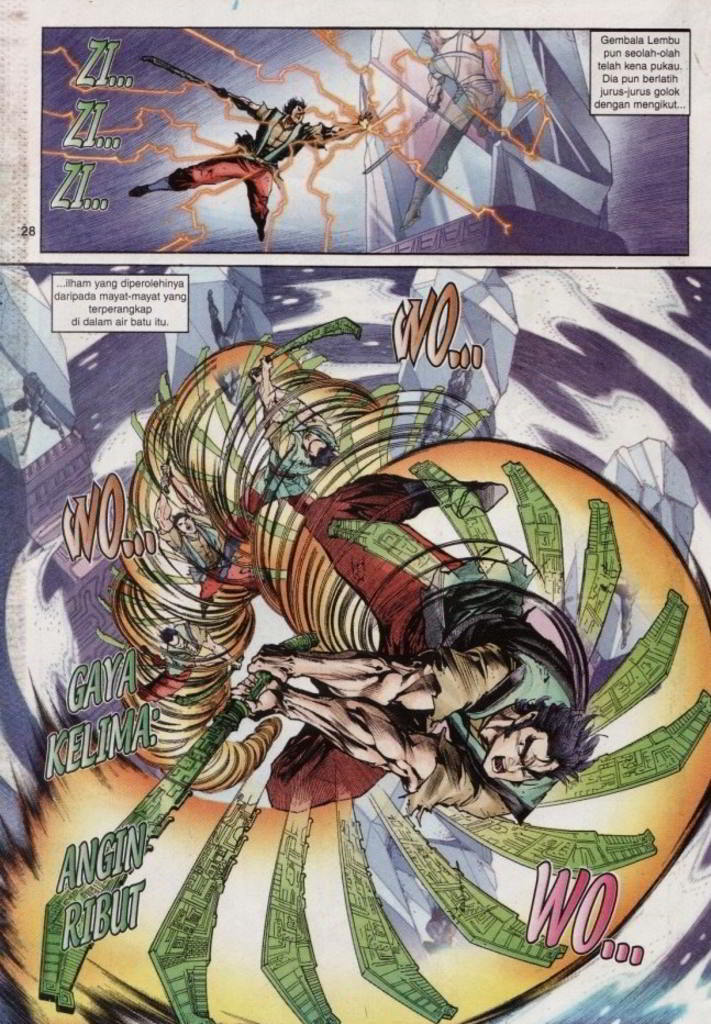 ZI...
ZI...
ZI...
Gembala Lembu
pun seolah-olah
telah kena pukau.
Dia pun berlatih
jurus-jurus golok
dengan mengikut...
28
...ilham yang diperolehinya
daripada mayat-mayat yang
terperangkap
di dalam air batu itu.
WO...
WO...
GAYA
KELIMA:
ANGIN
RIBUT
WO...